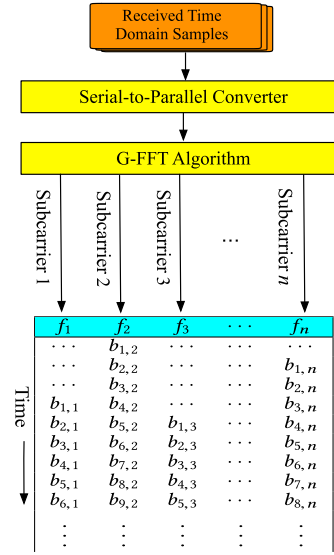 Received Time
Domain Samples
Serial-to-Parallel Converter
G-FFT Algorithm
Subcarrier 1
Subcarrier 2
Subcarrier 3
...
Subcarrier n
Time
f₁ f₂ f₃ · · · fₙ
· · · b₁,₂ · · · · · · · · ·
· · · b₂,₂ · · · · · · b₁,ₙ
· · · b₃,₂ · · · · · · b₂,ₙ
b₁,₁ b₄,₂ · · · · · · b₃,ₙ
b₂,₁ b₅,₂ b₁,₃ · · · b₄,ₙ
b₃,₁ b₆,₂ b₂,₃ · · · b₅,ₙ
b₄,₁ b₇,₂ b₃,₃ · · · b₆,ₙ
b₅,₁ b₈,₂ b₄,₃ · · · b₇,ₙ
b₆,₁ b₉,₂ b₅,₃ · · · b₈,ₙ
⋮ ⋮ ⋮ ⋮ ⋮